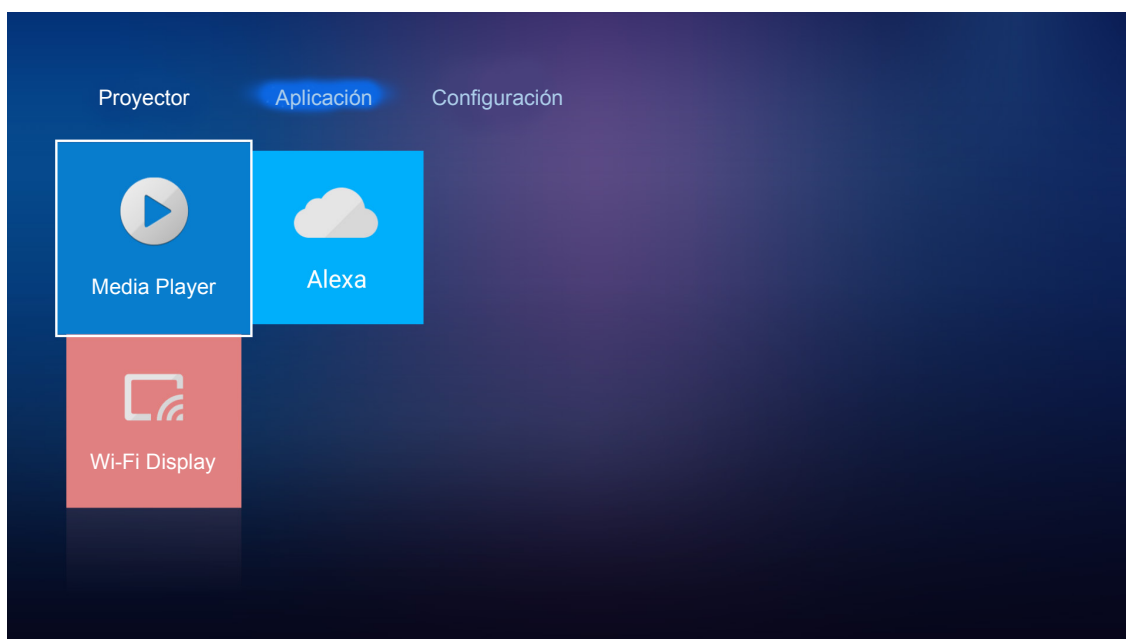 Proyector Aplicación Configuración
Media Player
Alexa
Wi-Fi Display